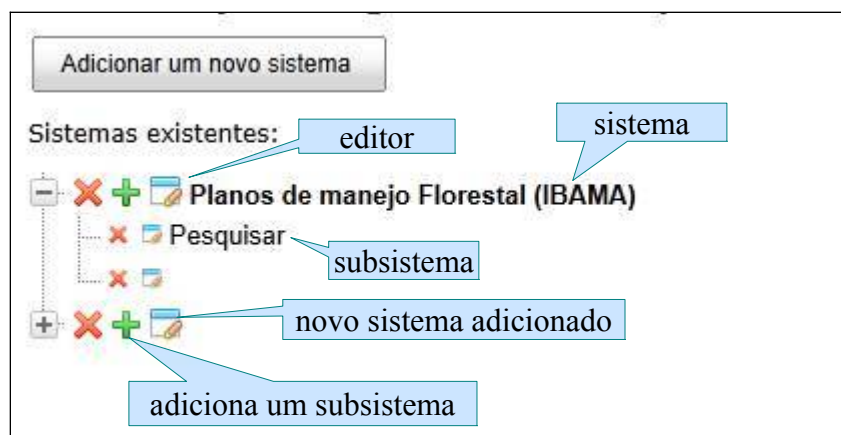 Adicionar um novo sistema
Sistemas existentes:
editor
sistema
Planos de manejo Florestal (IBAMA)
Pesquisar
subsistema
novo sistema adicionado
adiciona um subsistema